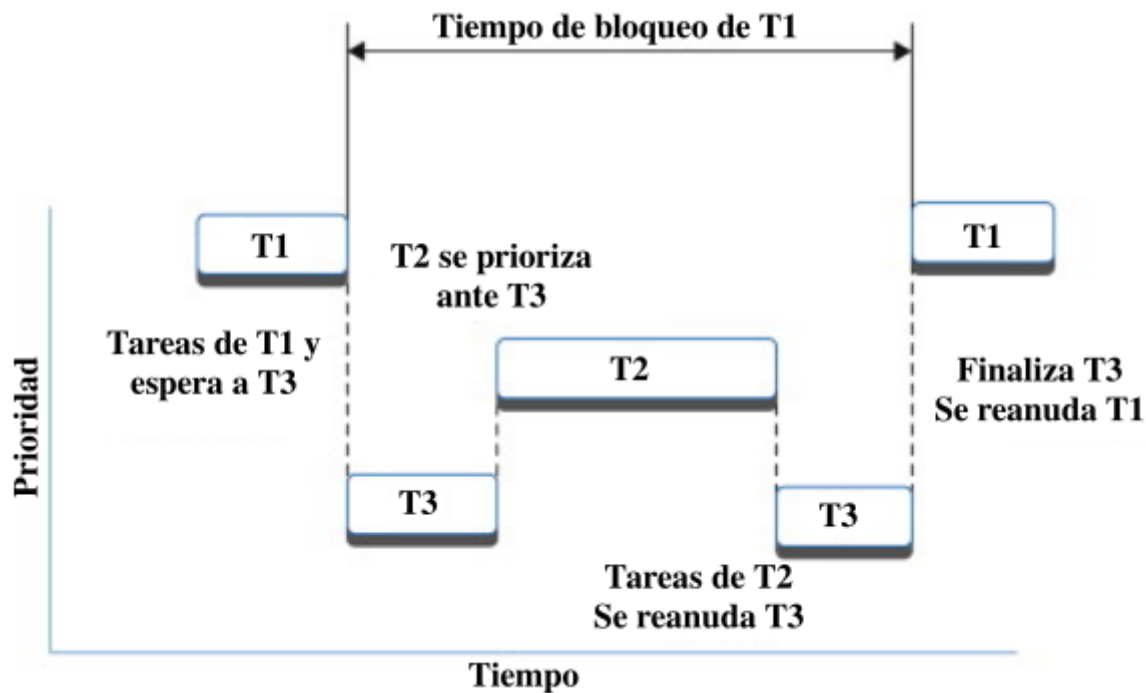 Tiempo de bloqueo de T1
T1
T1
T2 se prioriza
ante T3
Tareas de T1 y
espera a T3
T2
Finaliza T3
Se reanuda T1
Prioridad
T3
T3
Tareas de T2
Se reanuda T3
Tiempo